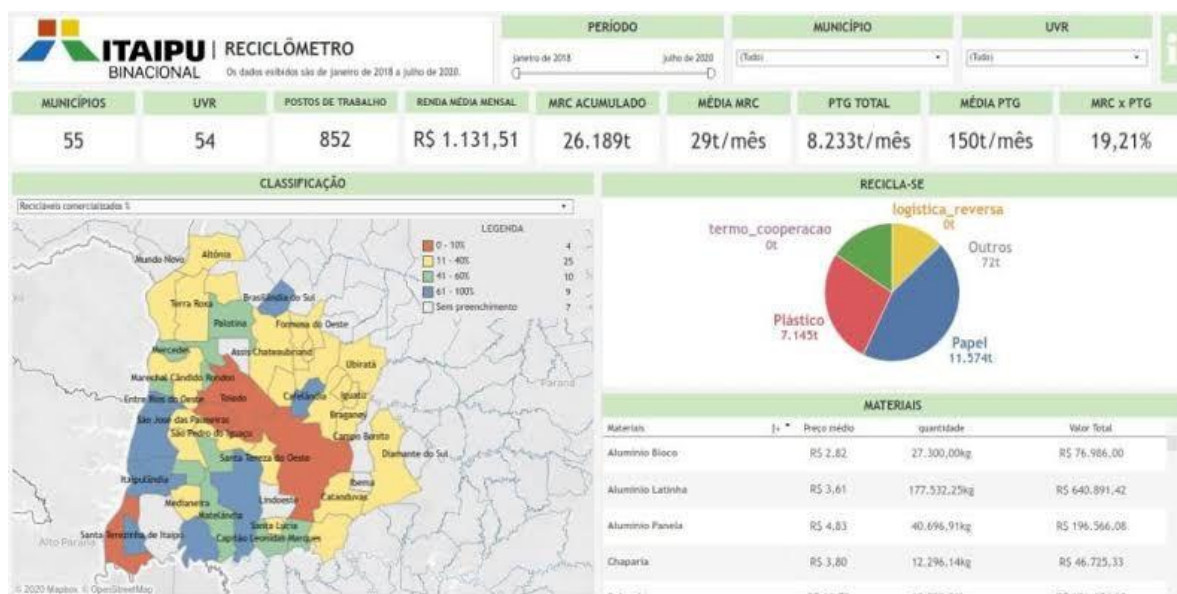 ITAIPU
BINACIONAL
RECICLÔMETRO
Os dados exibidos são de janeiro de 2018 a julho de 2020.
PERÍODO
janeiro de 2018 julho de 2020
MUNICÍPIO
(Tudo)
UVR
(Tudo)
MUNICÍPIOS
55
UVR
54
POSTOS DE TRABALHO
852
RENDA MÉDIA MENSAL
R$ 1.131,51
MRC ACUMULADO
26.189t
MÉDIA MRC
29t/mês
PTG TOTAL
8.233t/mês
MÉDIA PTG
150t/mês
MRC x PTG
19,21%
CLASSIFICAÇÃO
Recicláveis comercializados %
LEGENDA
0 - 10% 4
11 - 40% 25
41 - 60% 10
61 - 100% 9
Sem preenchimento 7
Mundo Novo
Altônia
Terra Roxa
Brasilândia do Sul
Palotina
Formosa do Oeste
Mercedes
Assis Chateaubriand
Ubiratã
Marechal Cândido Rondon
Entre Rios do Oeste
Toledo
Cafelândia
Iguatu
Braganey
São José das Palmeiras
São Pedro do Iguaçu
Campo Bonito
Santa Tereza do Oeste
Diamante do Sul
Itaipulândia
Ibema
Medianeira
Lindoeste
Catanduvas
Matelândia
Santa Lúcia
Santa Terezinha de Itaipu
Capitão Leônidas Marques
Alto Paraná
Paraná
© 2020 Mapbox © OpenStreetMap
RECICLA-SE
logistica_reversa
0t
termo_cooperacao
0t
Outros
72t
Plástico
7.145t
Papel
11.574t
MATERIAIS
Materiais Preço médio quantidade Valor Total
Alumínio Bloco R$ 2,82 27.300,00kg R$ 76.986,00
Alumínio Latinha R$ 3,61 177.532,25kg R$ 640.891,42
Alumínio Panela R$ 4,83 40.696,91kg R$ 196.566,08
Chaparia R$ 3,80 12.296,14kg R$ 46.725,33